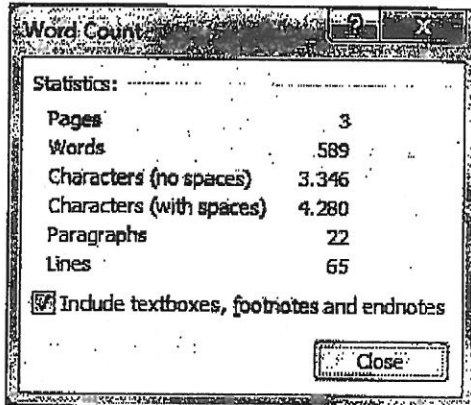 Word Count
Statistics:
Pages 3
Words 589
Characters (no spaces) 3.346
Characters (with spaces) 4.280
Paragraphs 22
Lines 65
Include textboxes, footnotes and endnotes
Close